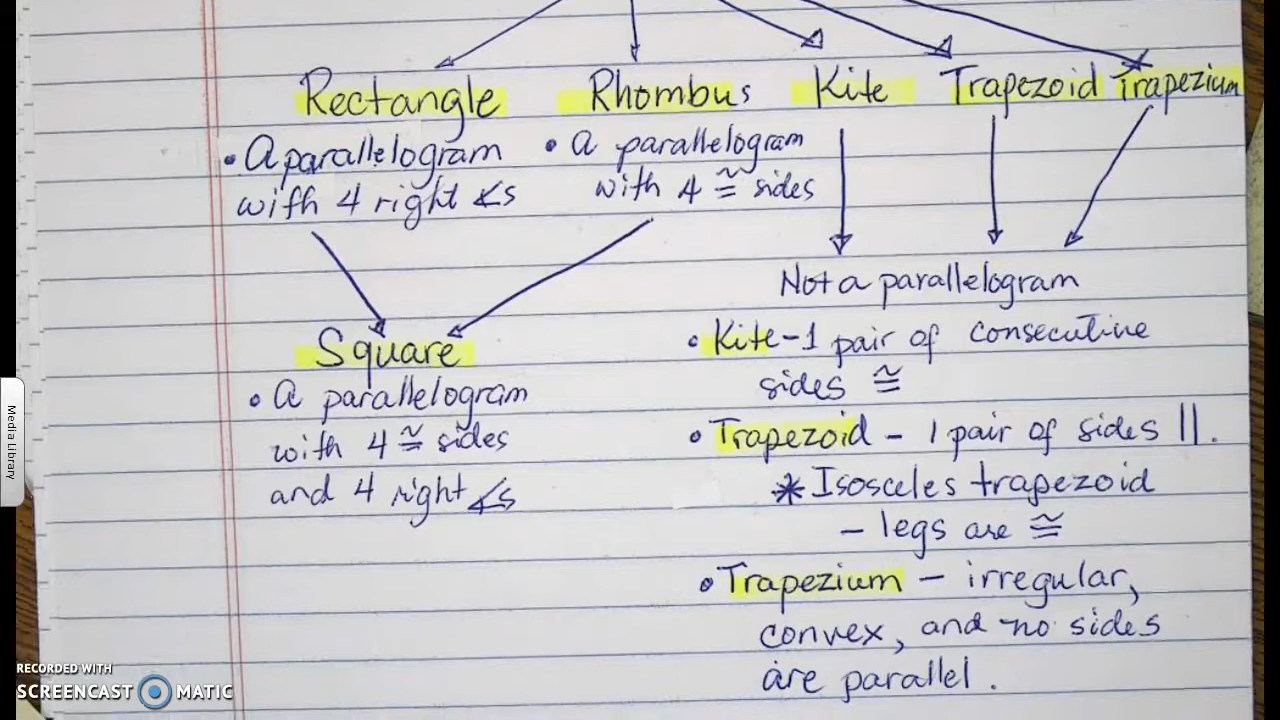 Rectangle Rhombus Kite Trapezoid Trapezium
• A parallelogram
with 4 right ∡s
• A parallelogram
with 4 ≅ sides
Square
• A parallelogram
with 4 ≅ sides
and 4 right ∡s
Not a parallelogram
• Kite - 1 pair of consecutive
sides ≅
• Trapezoid - 1 pair of sides ||.
* Isosceles trapezoid
- legs are ≅
• Trapezium - irregular,
convex, and no sides
are parallel.
Media Library
RECORDED WITH
SCREENCAST MATIC